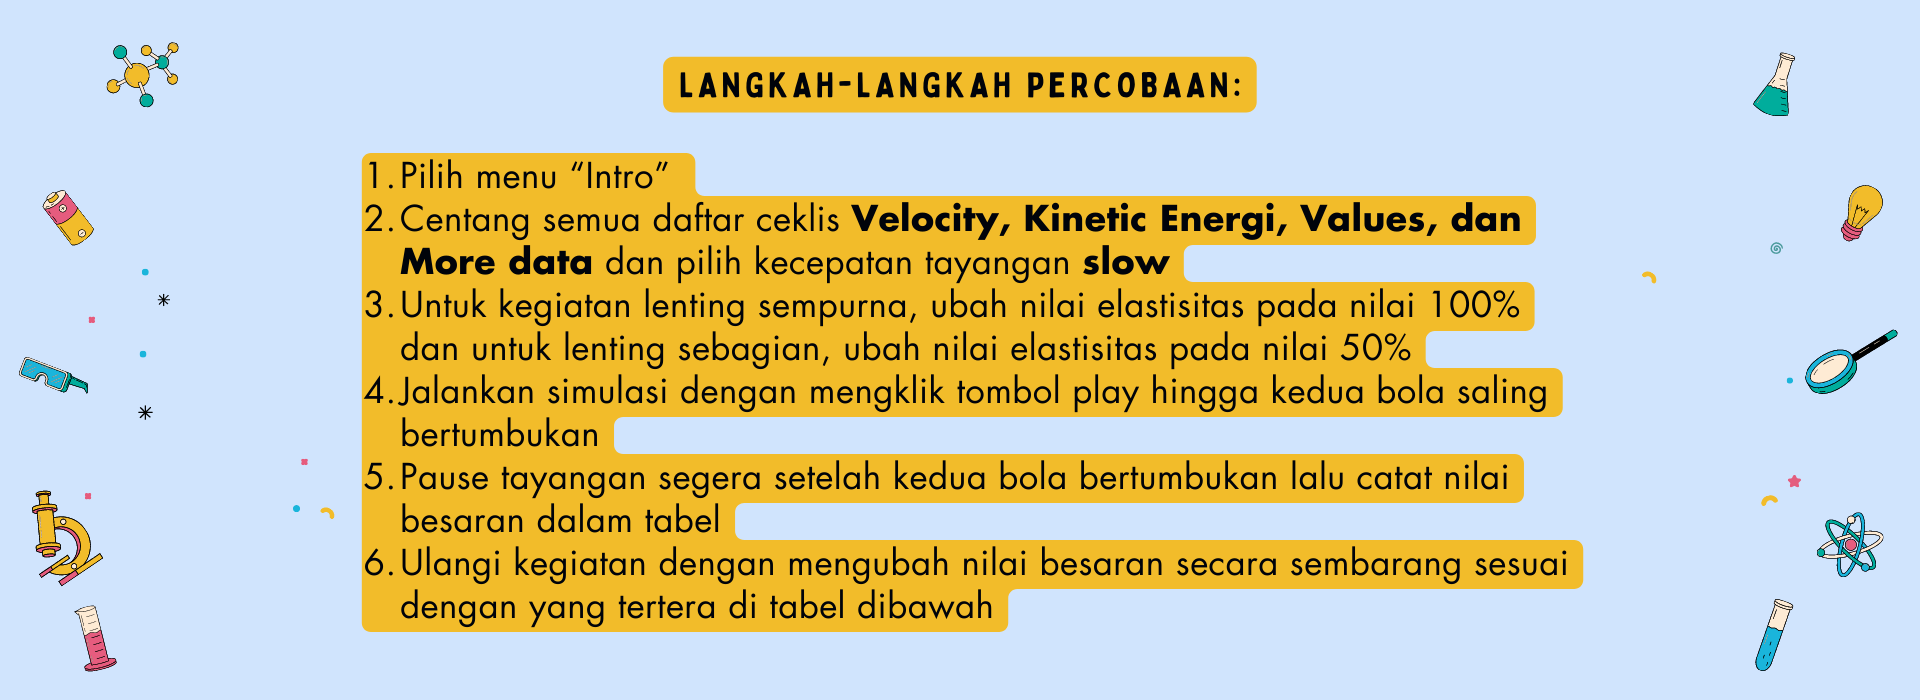 LANGKAH-LANGKAH PERCOBAAN:
1. Pilih menu “Intro”
2. Centang semua daftar ceklis Velocity, Kinetic Energi, Values, dan
More data dan pilih kecepatan tayangan slow
3. Untuk kegiatan lenting sempurna, ubah nilai elastisitas pada nilai 100%
dan untuk lenting sebagian, ubah nilai elastisitas pada nilai 50%
4. Jalankan simulasi dengan mengklik tombol play hingga kedua bola saling
bertumbukan
5. Pause tayangan segera setelah kedua bola bertumbukan lalu catat nilai
besaran dalam tabel
6. Ulangi kegiatan dengan mengubah nilai besaran secara sembarang sesuai
dengan yang tertera di tabel dibawah